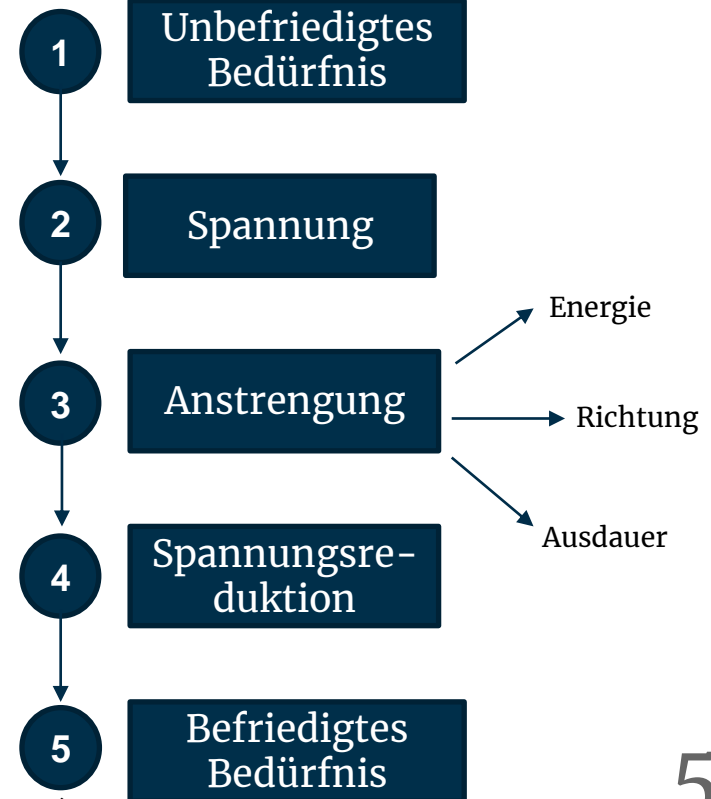 1
Unbefriedigtes
Bedürfnis
2
Spannung
Energie
3
Anstrengung
Richtung
Ausdauer
4
Spannungsre-
duktion
5
Befriedigtes
Bedürfnis
5